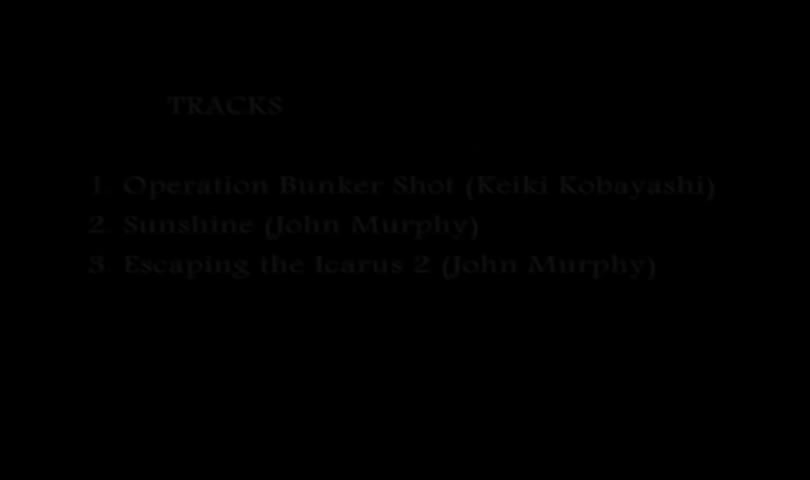 TRACKS
1. Operation Bunker Shot (Keiki Kobayashi)
2. Sunshine (John Murphy)
3. Escaping the Icarus 2 (John Murphy)